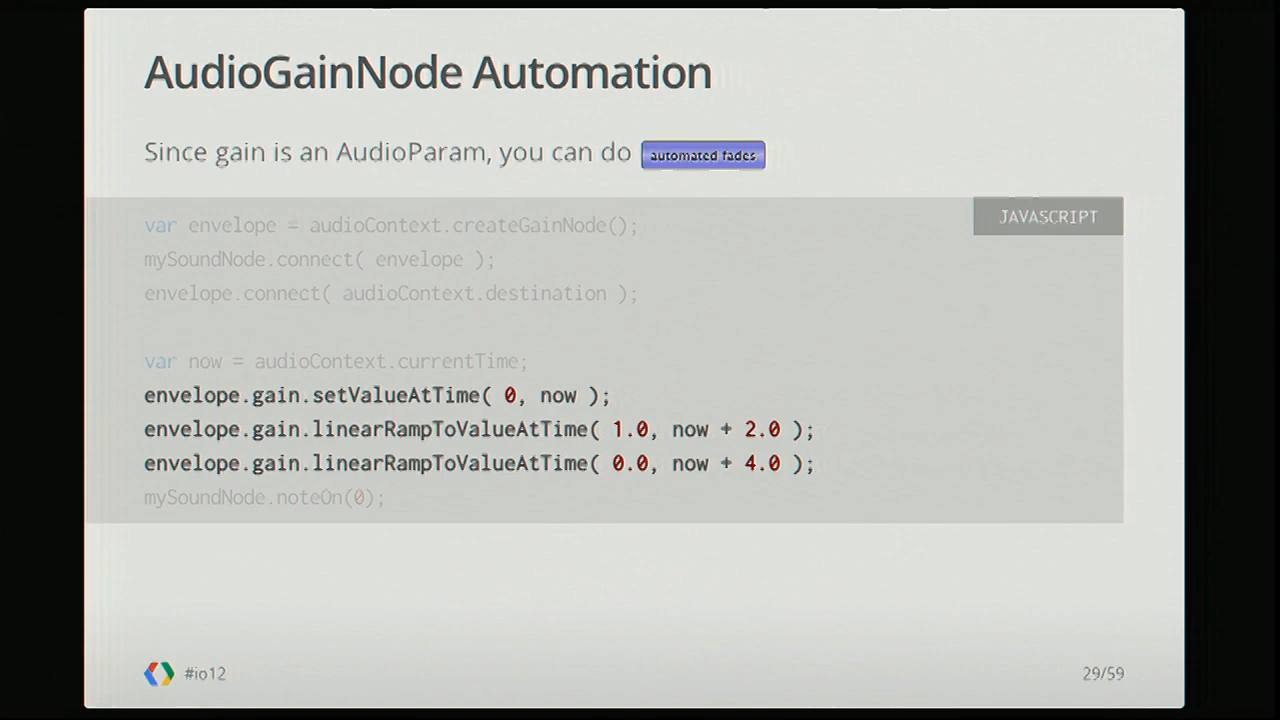 AudioGainNode Automation
Since gain is an AudioParam, you can do automated fades
JAVASCRIPT
var envelope = audioContext.createGainNode();
mySoundNode.connect( envelope );
envelope.connect( audioContext.destination );
var now = audioContext.currentTime;
envelope.gain.setValueAtTime( 0, now );
envelope.gain.linearRampToValueAtTime( 1.0, now + 2.0 );
envelope.gain.linearRampToValueAtTime( 0.0, now + 4.0 );
mySoundNode.noteOn(0);
#io12
29/59